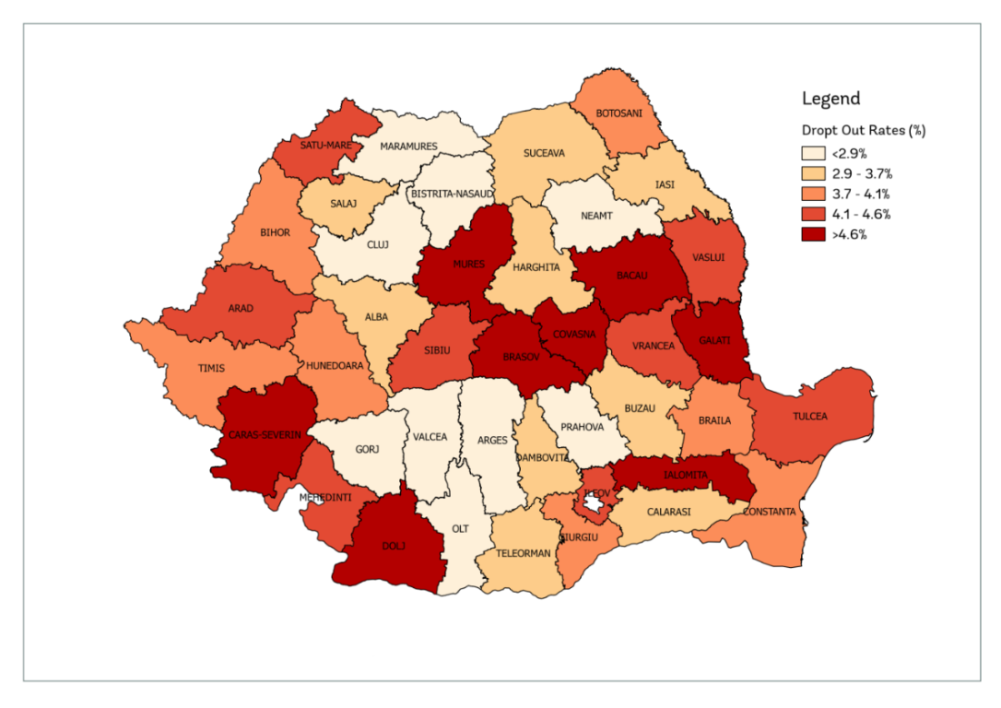 Legend
Dropt Out Rates (%)
<2.9%
2.9 - 3.7%
3.7 - 4.1%
4.1 - 4.6%
>4.6%
BOTOSANI
SATU-MARE
MARAMURES
SUCEAVA
IASI
BISTRITA-NASAUD
SALAJ
NEAMT
BIHOR
CLUJ
VASLUI
MURES
HARGHITA
BACAU
ARAD
ALBA
COVASNA
GALATI
SIBIU
VRANCEA
BRASOV
TIMIS
HUNEDOARA
BUZAU
TULCEA
BRAILA
PRAHOVA
CARAS-SEVERIN
VALCEA
ARGES
GORJ
DAMBOVITA
IALOMITA
ILFOV
MEHEDINTI
CALARASI
CONSTANTA
OLT
GIURGIU
DOLJ
TELEORMAN